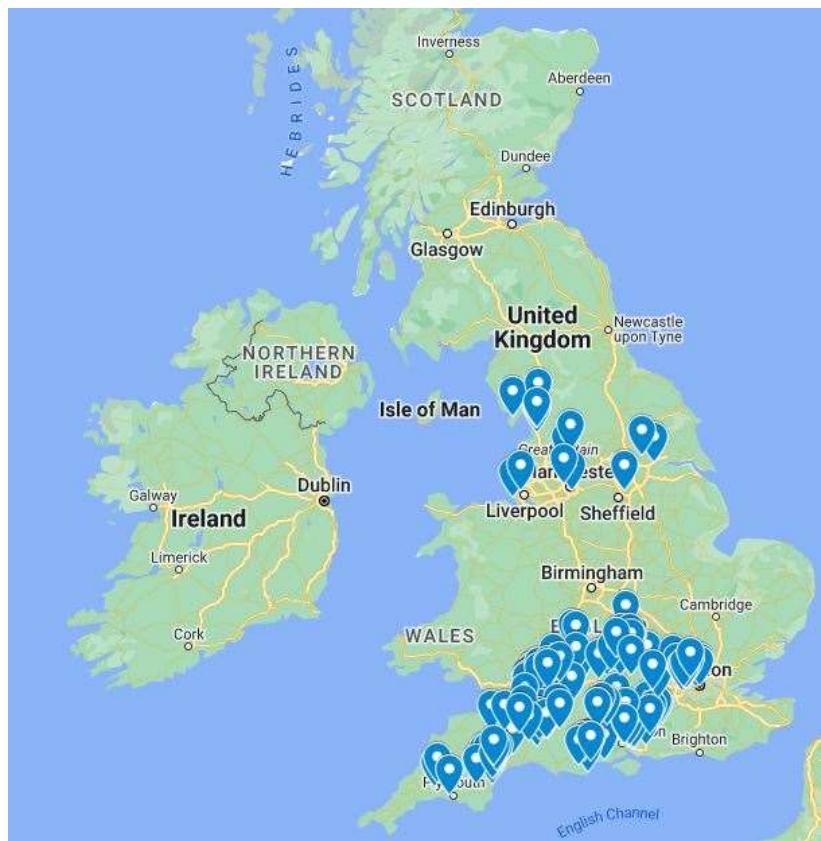 HEBRIDES
Inverness
Aberdeen
SCOTLAND
Dundee
Edinburgh
Glasgow
United
Kingdom
Newcastle
upon Tyne
NORTHERN
IRELAND
Isle of Man
Dublin
Galway
Ireland
Liverpool
Sheffield
Limerick
Birmingham
Cambridge
Cork
WALES
Brighton
English Channel